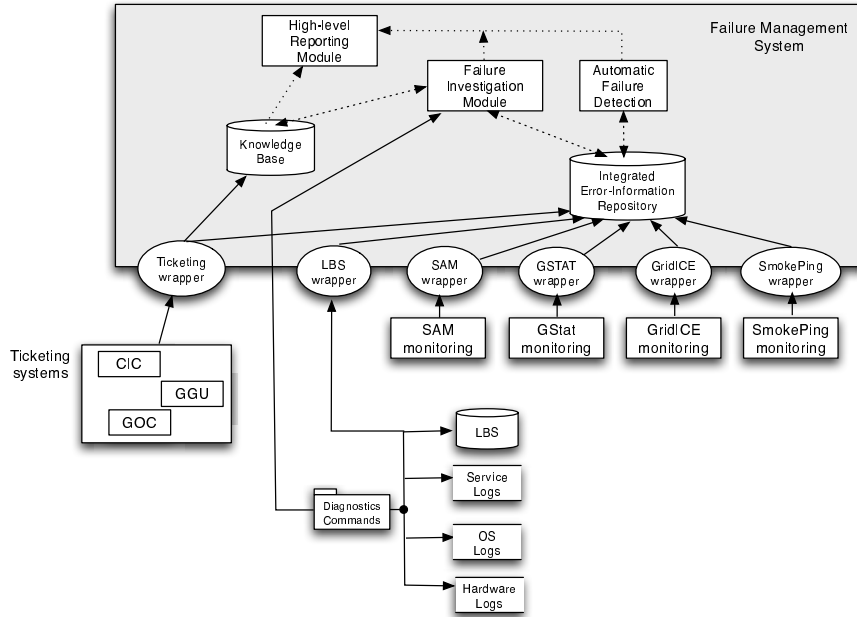 Failure Management
System
High-level
Reporting
Module
Failure
Investigation
Module
Automatic
Failure
Detection
Knowledge
Base
Integrated
Error-Information
Repository
Ticketing
wrapper
LBS
wrapper
SAM
wrapper
GSTAT
wrapper
GridICE
wrapper
SmokePing
wrapper
SAM
monitoring
GStat
monitoring
GridICE
monitoring
SmokePing
monitoring
Ticketing
systems
CIC
GGU
GOC
LBS
Service
Logs
Diagnostics
Commands
OS
Logs
Hardware
Logs